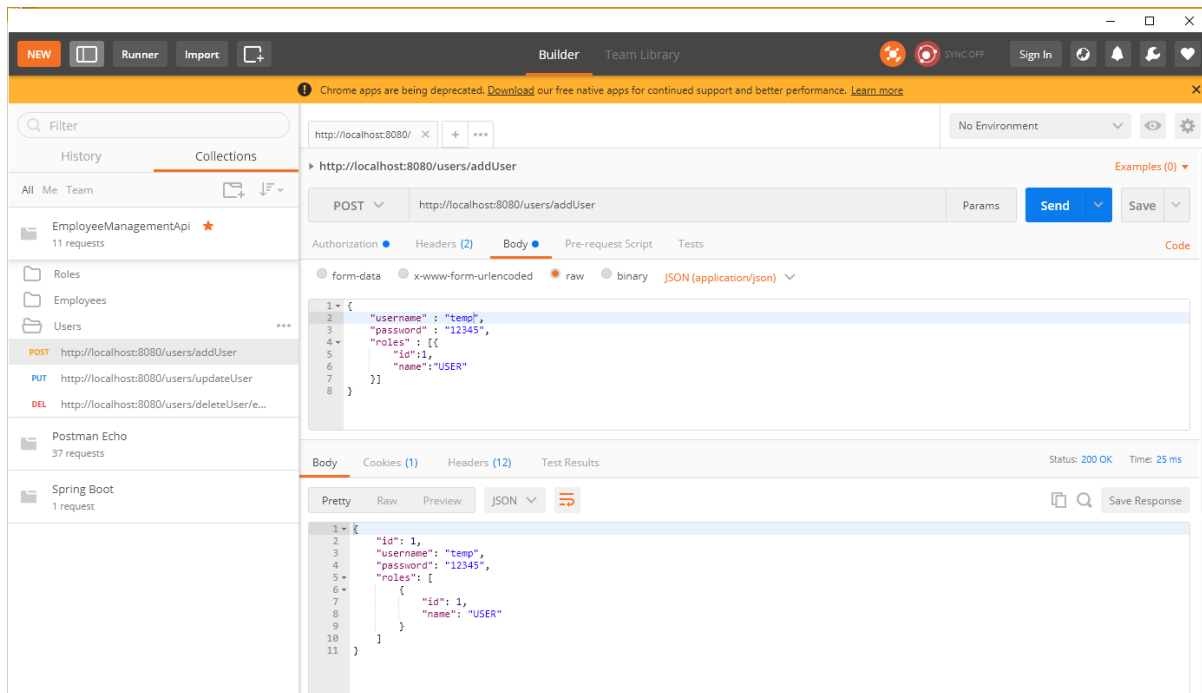 NEW Runner Import Builder Team Library SYNC OFF Sign In
Chrome apps are being deprecated. Download our free native apps for continued support and better performance. Learn more
Filter
History Collections
All Me Team
EmployeeManagementApi
11 requests
Roles
Employees
Users
POST http://localhost:8080/users/addUser
PUT http://localhost:8080/users/updateUser
DEL http://localhost:8080/users/deleteUser/e...
Postman Echo
37 requests
Spring Boot
1 request
http://localhost:8080/
No Environment
http://localhost:8080/users/addUser Examples (0)
POST http://localhost:8080/users/addUser Params Send Save
Authorization Headers (2) Body Pre-request Script Tests Code
form-data x-www-form-urlencoded raw binary JSON (application/json)
1 {
2 "username" : "temp",
3 "password" : "12345",
4 "roles" : [{
5 "id":1,
6 "name":"USER"
7 }]
8 }
Body Cookies (1) Headers (12) Test Results Status: 200 OK Time: 25 ms
Pretty Raw Preview JSON Save Response
1 {
2 "id": 1,
3 "username": "temp",
4 "password": "12345",
5 "roles": [
6 {
7 "id": 1,
8 "name": "USER"
9 }
10 ]
11 }